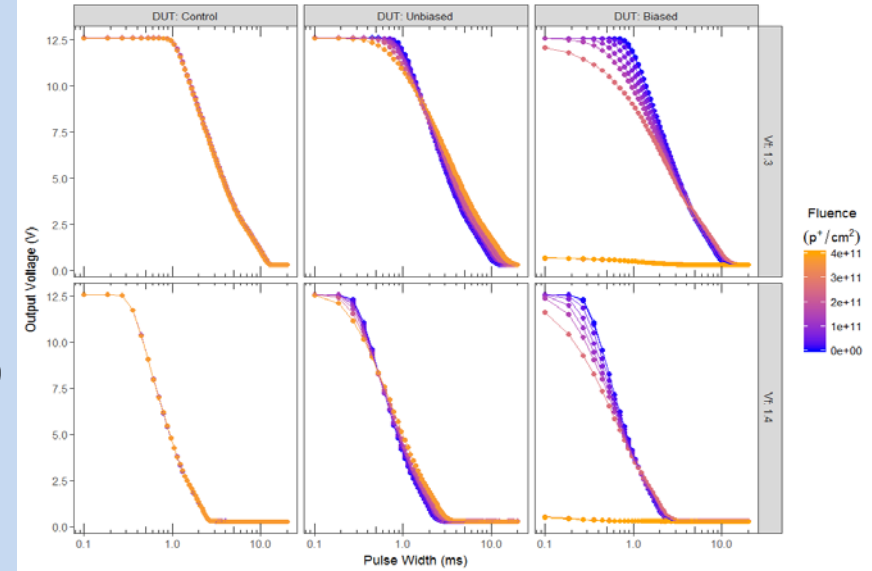 DUT: Control
DUT: Unbiased
DUT: Biased
12.5
10.0
7.5
5.0
2.5
0.0
Vf: 1.3
12.5
10.0
7.5
5.0
2.5
0.0
Vf: 1.4
Output Voltage (V)
0.1
1.0
10.0
0.1
1.0
10.0
0.1
1.0
10.0
Pulse Width (ms)
Fluence
(p⁺/cm²)
4e+11
3e+11
2e+11
1e+11
0e+00
)